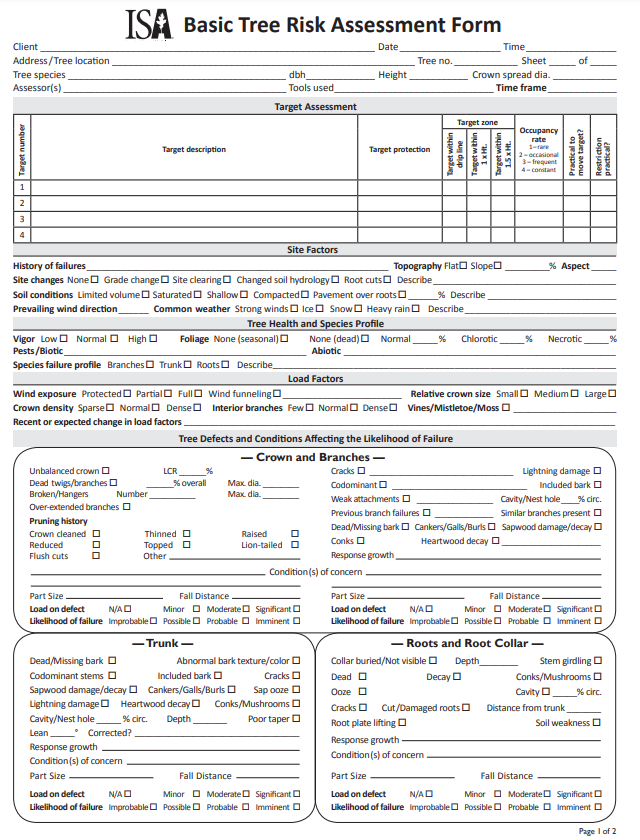 ISA Basic Tree Risk Assessment Form
Client Date Time
Address/Tree location Tree no. Sheet of
Tree species dbh Height Crown spread dia.
Assessor(s) Tools used Time frame
Target Assessment
Target number
Target description
Target protection
Target zone
Target within drip line
Target within 1 x Ht.
Target within 1.5 x Ht.
Occupancy rate
1–rare
2 – occasional
3 – frequent
4 – constant
Practical to move target?
Restriction practical?
1
2
3
4
Site Factors
History of failures Topography Flat☐ Slope☐ % Aspect
Site changes None ☐ Grade change ☐ Site clearing ☐ Changed soil hydrology ☐ Root cuts ☐ Describe
Soil conditions Limited volume ☐ Saturated ☐ Shallow ☐ Compacted ☐ Pavement over roots ☐ % Describe
Prevailing wind direction Common weather Strong winds ☐ Ice ☐ Snow ☐ Heavy rain ☐ Describe
Tree Health and Species Profile
Vigor Low ☐ Normal ☐ High ☐ Foliage None (seasonal) ☐ None (dead) ☐ Normal % Chlorotic % Necrotic %
Pests/Biotic Abiotic
Species failure profile Branches ☐ Trunk ☐ Roots ☐ Describe
Load Factors
Wind exposure Protected ☐ Partial ☐ Full ☐ Wind funneling ☐ Relative crown size Small ☐ Medium ☐ Large ☐
Crown density Sparse ☐ Normal ☐ Dense ☐ Interior branches Few ☐ Normal ☐ Dense ☐ Vines/Mistletoe/Moss ☐
Recent or expected change in load factors
Tree Defects and Conditions Affecting the Likelihood of Failure
— Crown and Branches —
Unbalanced crown ☐ LCR %
Dead twigs/branches ☐ % overall Max. dia.
Broken/Hangers Number Max. dia.
Over-extended branches ☐
Pruning history
Crown cleaned ☐ Thinned ☐ Raised ☐
Reduced ☐ Topped ☐ Lion-tailed ☐
Flush cuts ☐ Other
Cracks ☐ Lightning damage ☐
Codominant ☐ Included bark ☐
Weak attachments ☐ Cavity/Nest hole % circ.
Previous branch failures ☐ Similar branches present ☐
Dead/Missing bark ☐ Cankers/Galls/Burls ☐ Sapwood damage/decay ☐
Conks ☐ Heartwood decay ☐
Response growth
Condition(s) of concern
Part Size Fall Distance Part Size Fall Distance
Load on defect N/A ☐ Minor ☐ Moderate ☐ Significant ☐ Load on defect N/A ☐ Minor ☐ Moderate ☐ Significant ☐
Likelihood of failure Improbable ☐ Possible ☐ Probable ☐ Imminent ☐ Likelihood of failure Improbable ☐ Possible ☐ Probable ☐ Imminent ☐
— Trunk —
Dead/Missing bark ☐ Abnormal bark texture/color ☐
Codominant stems ☐ Included bark ☐ Cracks ☐
Sapwood damage/decay ☐ Cankers/Galls/Burls ☐ Sap ooze ☐
Lightning damage ☐ Heartwood decay ☐ Conks/Mushrooms ☐
Cavity/Nest hole % circ. Depth Poor taper ☐
Lean ° Corrected?
Response growth
Condition(s) of concern
Part Size Fall Distance
Load on defect N/A ☐ Minor ☐ Moderate ☐ Significant ☐
Likelihood of failure Improbable ☐ Possible ☐ Probable ☐ Imminent ☐
— Roots and Root Collar —
Collar buried/Not visible ☐ Depth Stem girdling ☐
Dead ☐ Decay ☐ Conks/Mushrooms ☐
Ooze ☐ Cavity ☐ % circ.
Cracks ☐ Cut/Damaged roots ☐ Distance from trunk
Root plate lifting ☐ Soil weakness ☐
Response growth
Condition(s) of concern
Part Size Fall Distance
Load on defect N/A ☐ Minor ☐ Moderate ☐ Significant ☐
Likelihood of failure Improbable ☐ Possible ☐ Probable ☐ Imminent ☐
Page 1 of 2